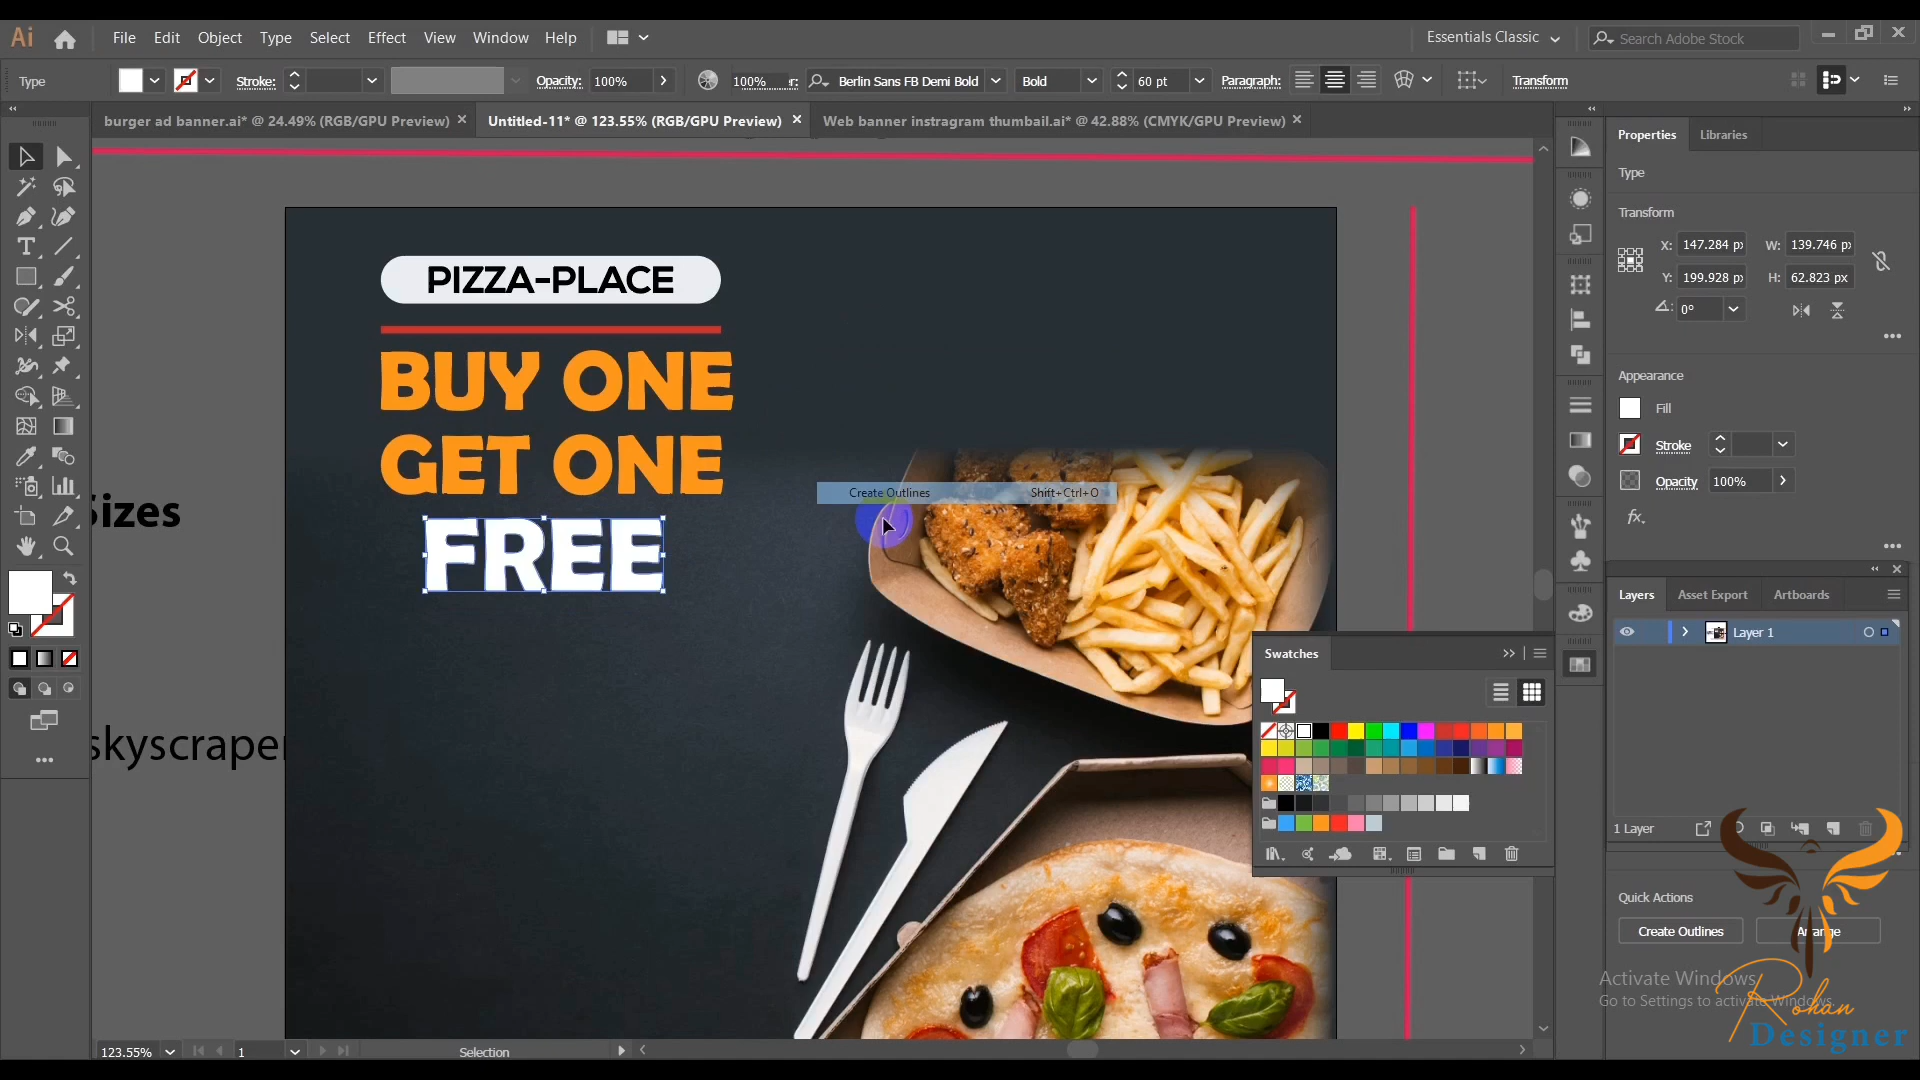 Ai File Edit Object Type Select Effect View Window Help Essentials Classic Search Adobe Stock
Type Stroke: Opacity: 100% 100% r: Berlin Sans FB Demi Bold Bold 60 pt Paragraph: Transform
burger ad banner.ai* @ 24.49% (RGB/GPU Preview) × Untitled-11* @ 123.55% (RGB/GPU Preview) × Web banner instragram thumbail.ai* @ 42.88% (CMYK/GPU Preview) ×
Properties Libraries
Type
Transform
X: 147.284 px W: 139.746 px
Y: 199.928 px H: 62.823 px
0°
Appearance
Fill
Stroke
Opacity 100%
fx.
PIZZA-PLACE
BUY ONE
GET ONE
FREE
Create Outlines Shift+Ctrl+O
Sizes
skyscraper
Swatches
Layers Asset Export Artboards
Layer 1
1 Layer
Quick Actions
Create Outlines Arrange
Activate Windows
Go to Settings to activate Windows.
Rohan
Designer
123.55% 1 Selection